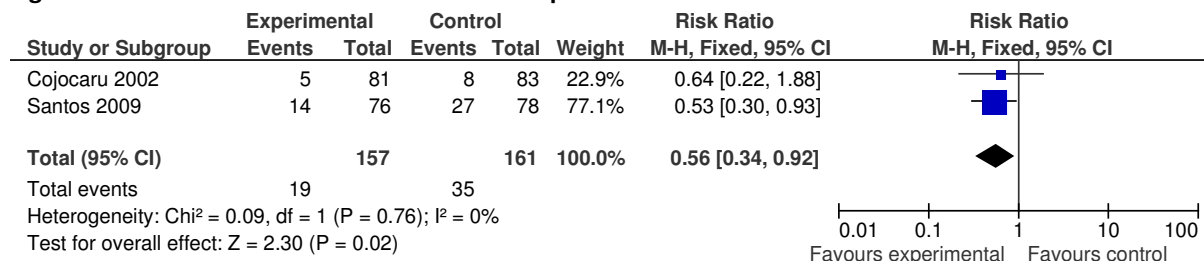 Experimental Control Risk Ratio Risk Ratio
Study or Subgroup Events Total Events Total Weight M-H, Fixed, 95% CI M-H, Fixed, 95% CI
Cojocaru 2002 5 81 8 83 22.9% 0.64 [0.22, 1.88]
Santos 2009 14 76 27 78 77.1% 0.53 [0.30, 0.93]
Total (95% CI) 157 161 100.0% 0.56 [0.34, 0.92]
Total events 19 35
Heterogeneity: Chi² = 0.09, df = 1 (P = 0.76); I² = 0%
Test for overall effect: Z = 2.30 (P = 0.02)
0.01 0.1 1 10 100
Favours experimental Favours control